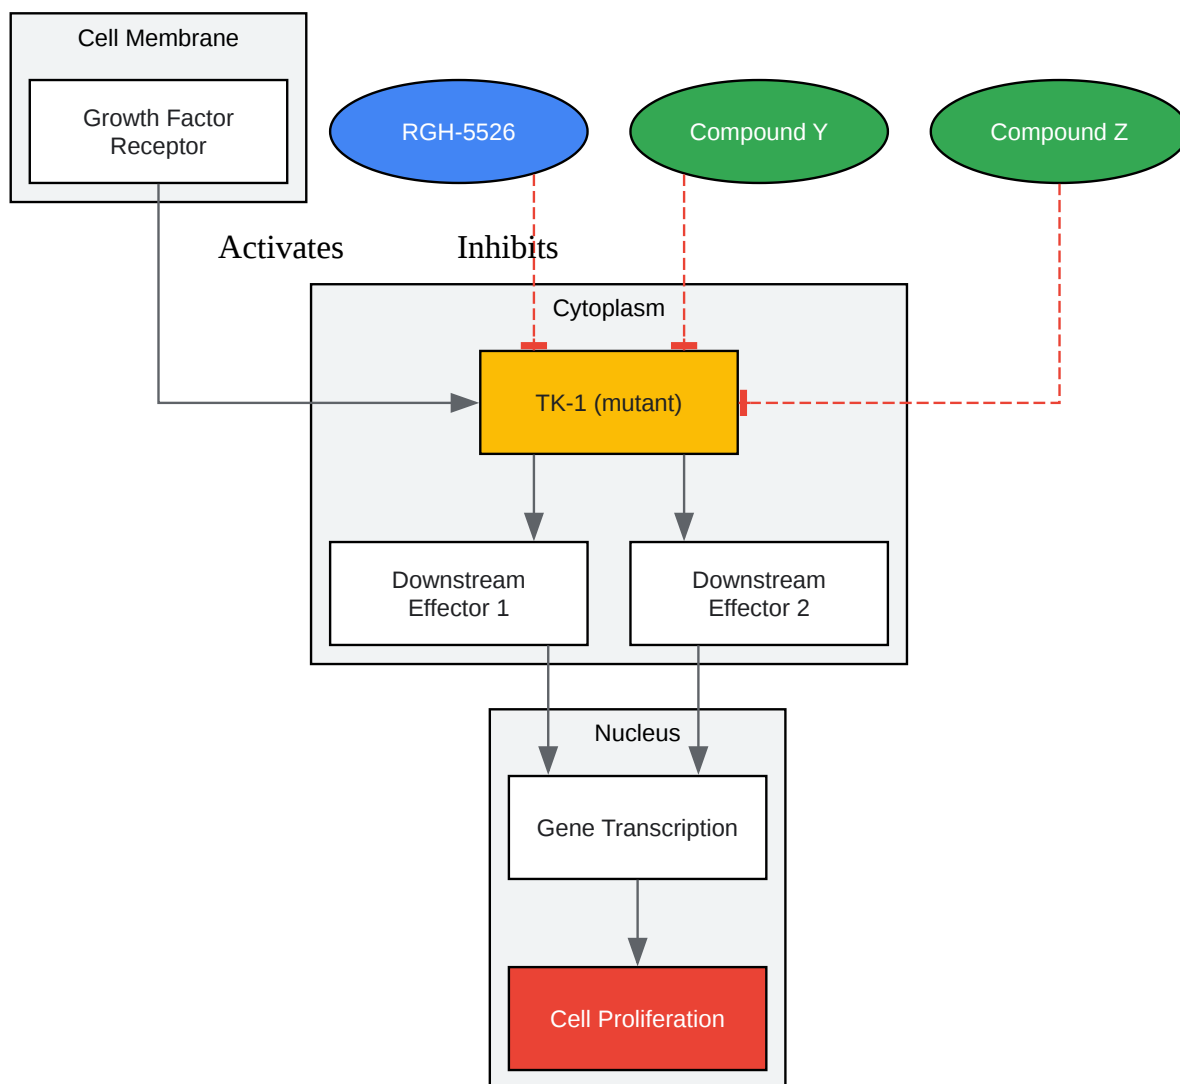 Cell Membrane
Growth Factor
Receptor
RGH-5526
Compound Y
Compound Z
Activates
Inhibits
Cytoplasm
TK-1 (mutant)
Downstream
Effector 1
Downstream
Effector 2
Nucleus
Gene Transcription
Cell Proliferation